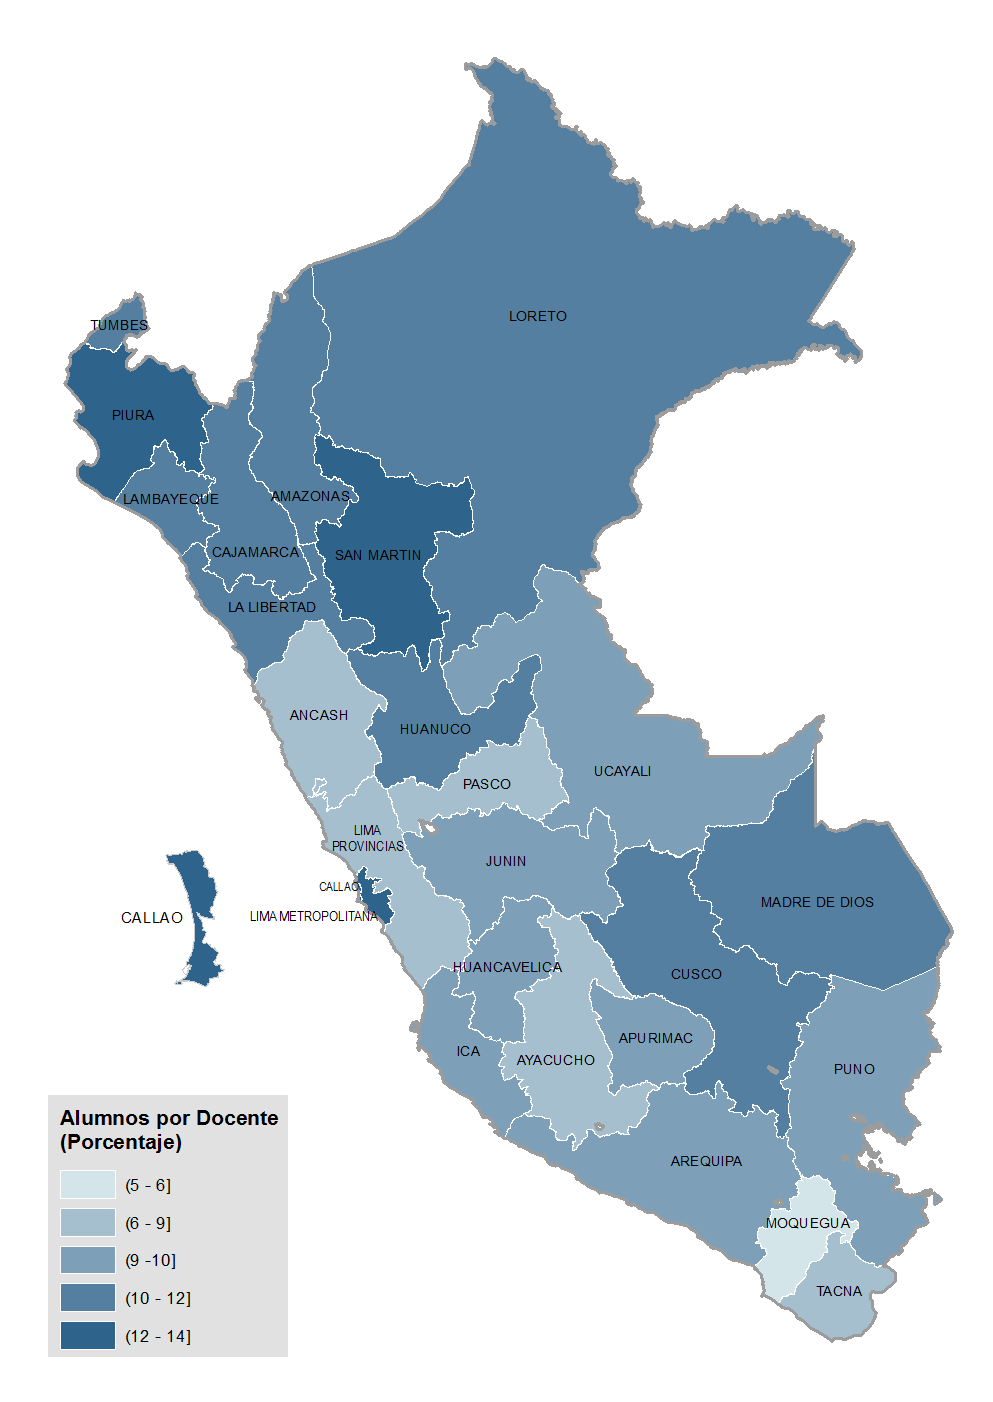 LORETO
TUMBES
PIURA
LAMBAYEQUE
AMAZONAS
CAJAMARCA
SAN MARTIN
LA LIBERTAD
ANCASH
HUANUCO
UCAYALI
PASCO
LIMA
PROVINCIAS
JUNIN
CALLAO
LIMA METROPOLITANA
CALLAO
MADRE DE DIOS
HUANCAVELICA
CUSCO
APURIMAC
ICA
AYACUCHO
PUNO
AREQUIPA
MOQUEGUA
TACNA
Alumnos por Docente
(Porcentaje)
(5 - 6]
(6 - 9]
(9 -10]
(10 - 12]
(12 - 14]